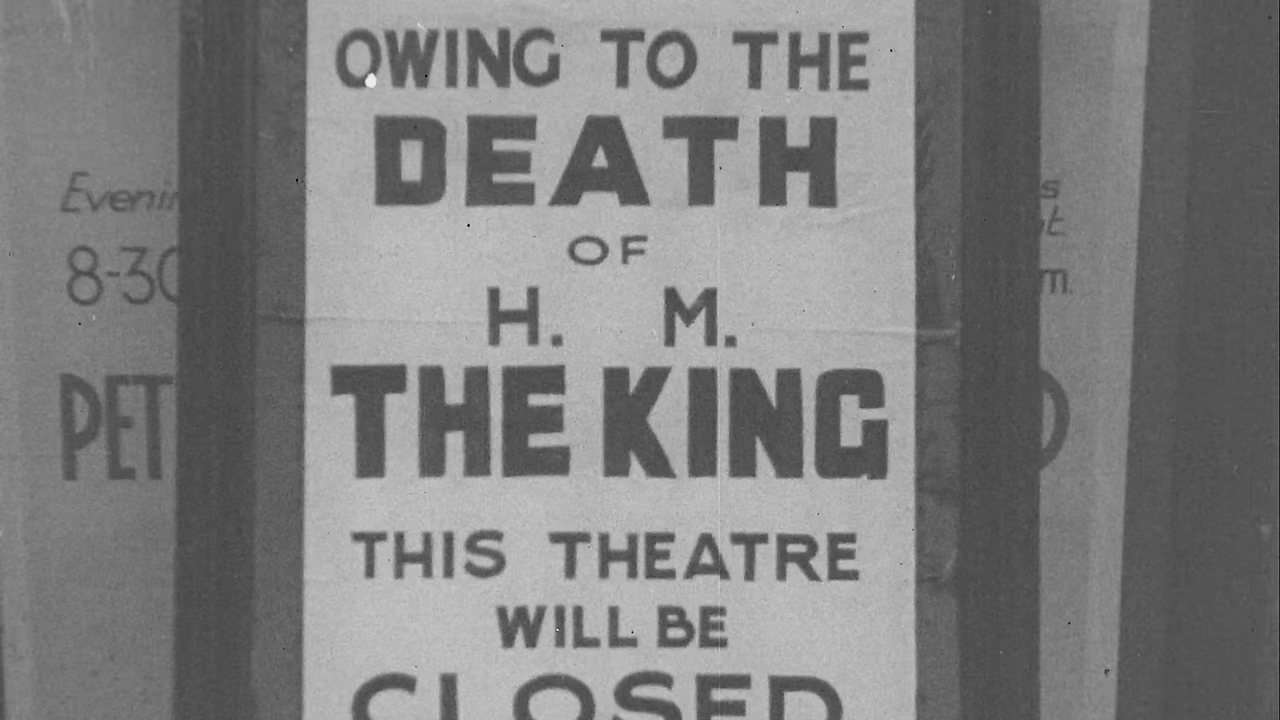 OWING TO THE
DEATH
OF
H. M.
THE KING
THIS THEATRE
WILL BE
CLOSED
8-30